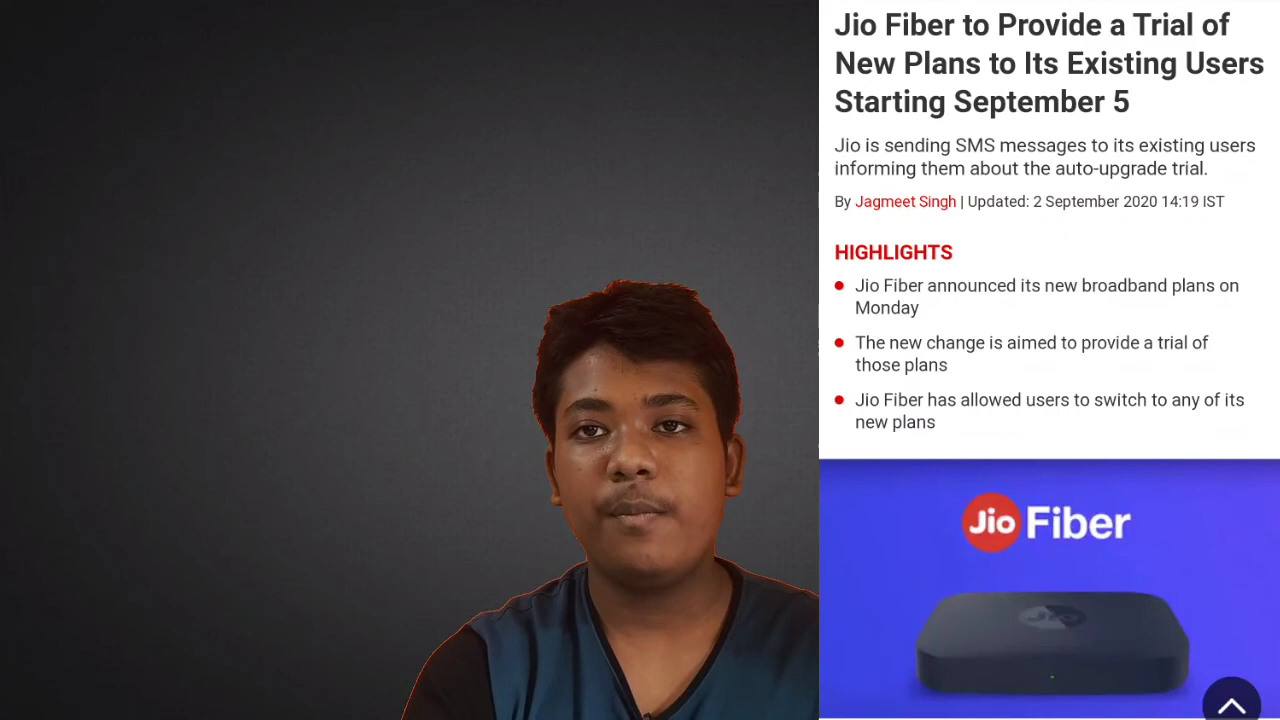 Jio Fiber to Provide a Trial of
New Plans to Its Existing Users
Starting September 5
Jio is sending SMS messages to its existing users
informing them about the auto-upgrade trial.
By Jagmeet Singh | Updated: 2 September 2020 14:19 IST
HIGHLIGHTS
Jio Fiber announced its new broadband plans on
Monday
The new change is aimed to provide a trial of
those plans
Jio Fiber has allowed users to switch to any of its
new plans
Jio Fiber
Jio